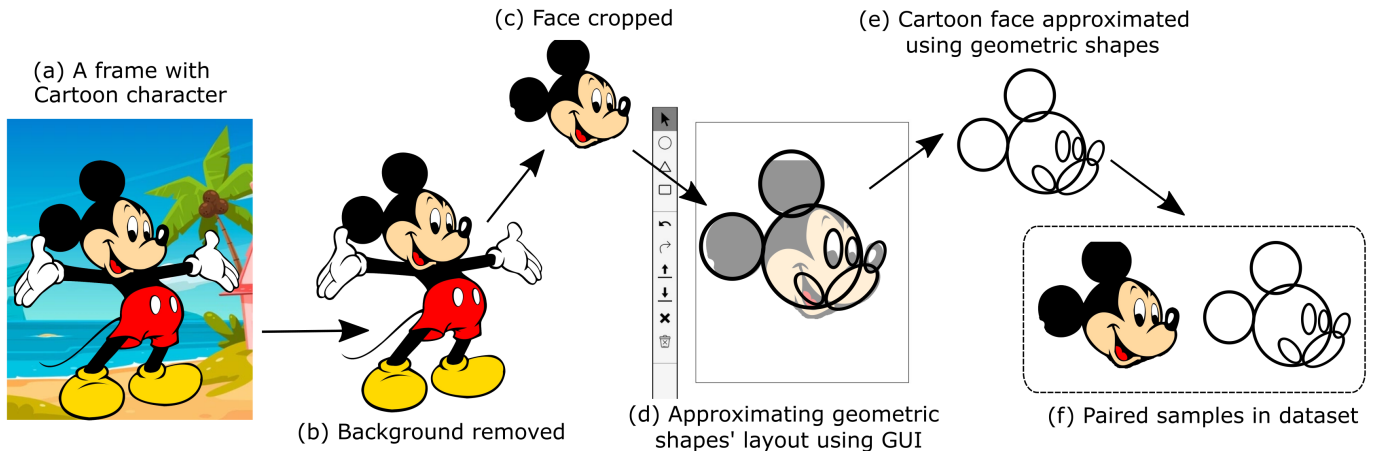 (a) A frame with
Cartoon character
(b) Background removed
(c) Face cropped
(d) Approximating geometric
shapes' layout using GUI
(e) Cartoon face approximated
using geometric shapes
(f) Paired samples in dataset